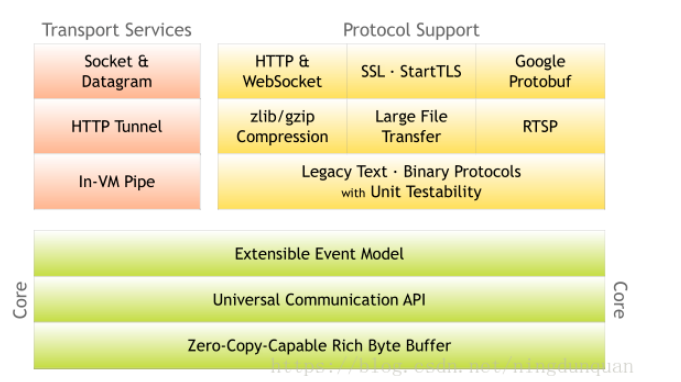 Transport Services
Protocol Support
Socket &
Datagram
HTTP &
WebSocket
SSL · StartTLS
Google
Protobuf
HTTP Tunnel
zlib/gzip
Compression
Large File
Transfer
RTSP
In-VM Pipe
Legacy Text · Binary Protocols
with Unit Testability
Core
Extensible Event Model
Universal Communication API
Zero-Copy-Capable Rich Byte Buffer
Core
https://blog.csdn.net/ningdunquan